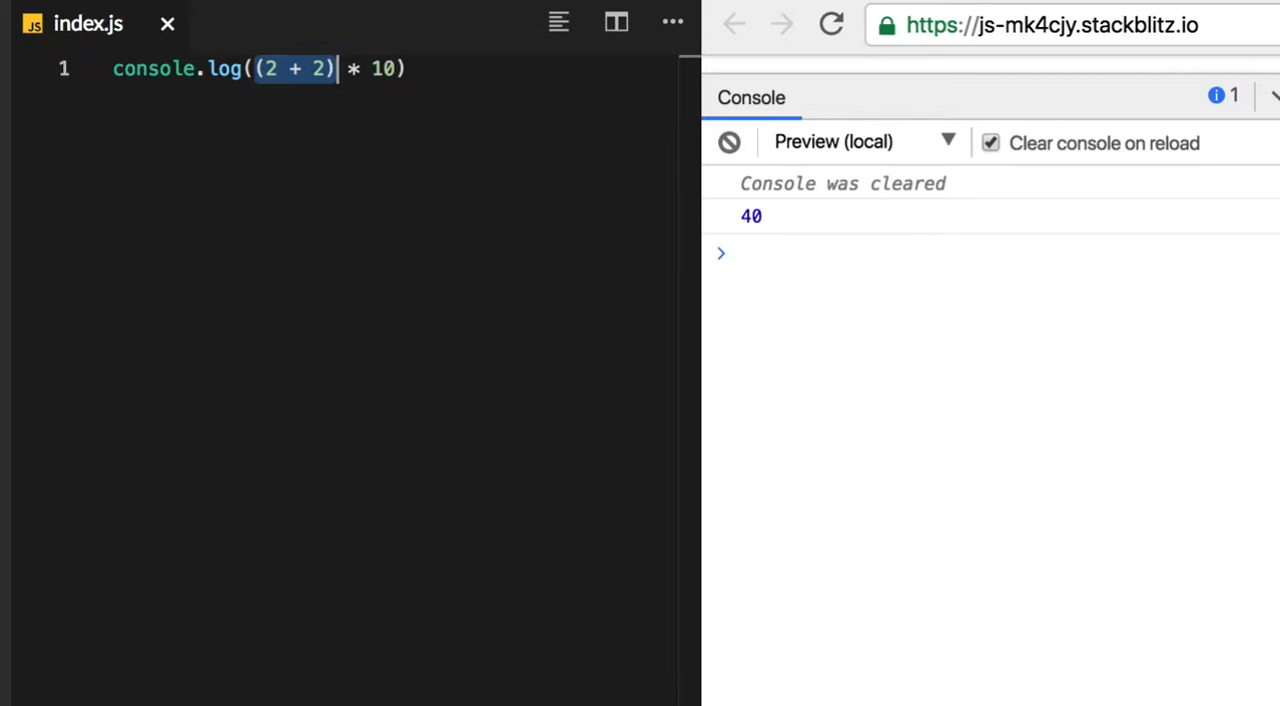 JS index.js ×
1 console.log((2 + 2) * 10)
https://js-mk4cjy.stackblitz.io
Console 1
Preview (local) Clear console on reload
Console was cleared
40